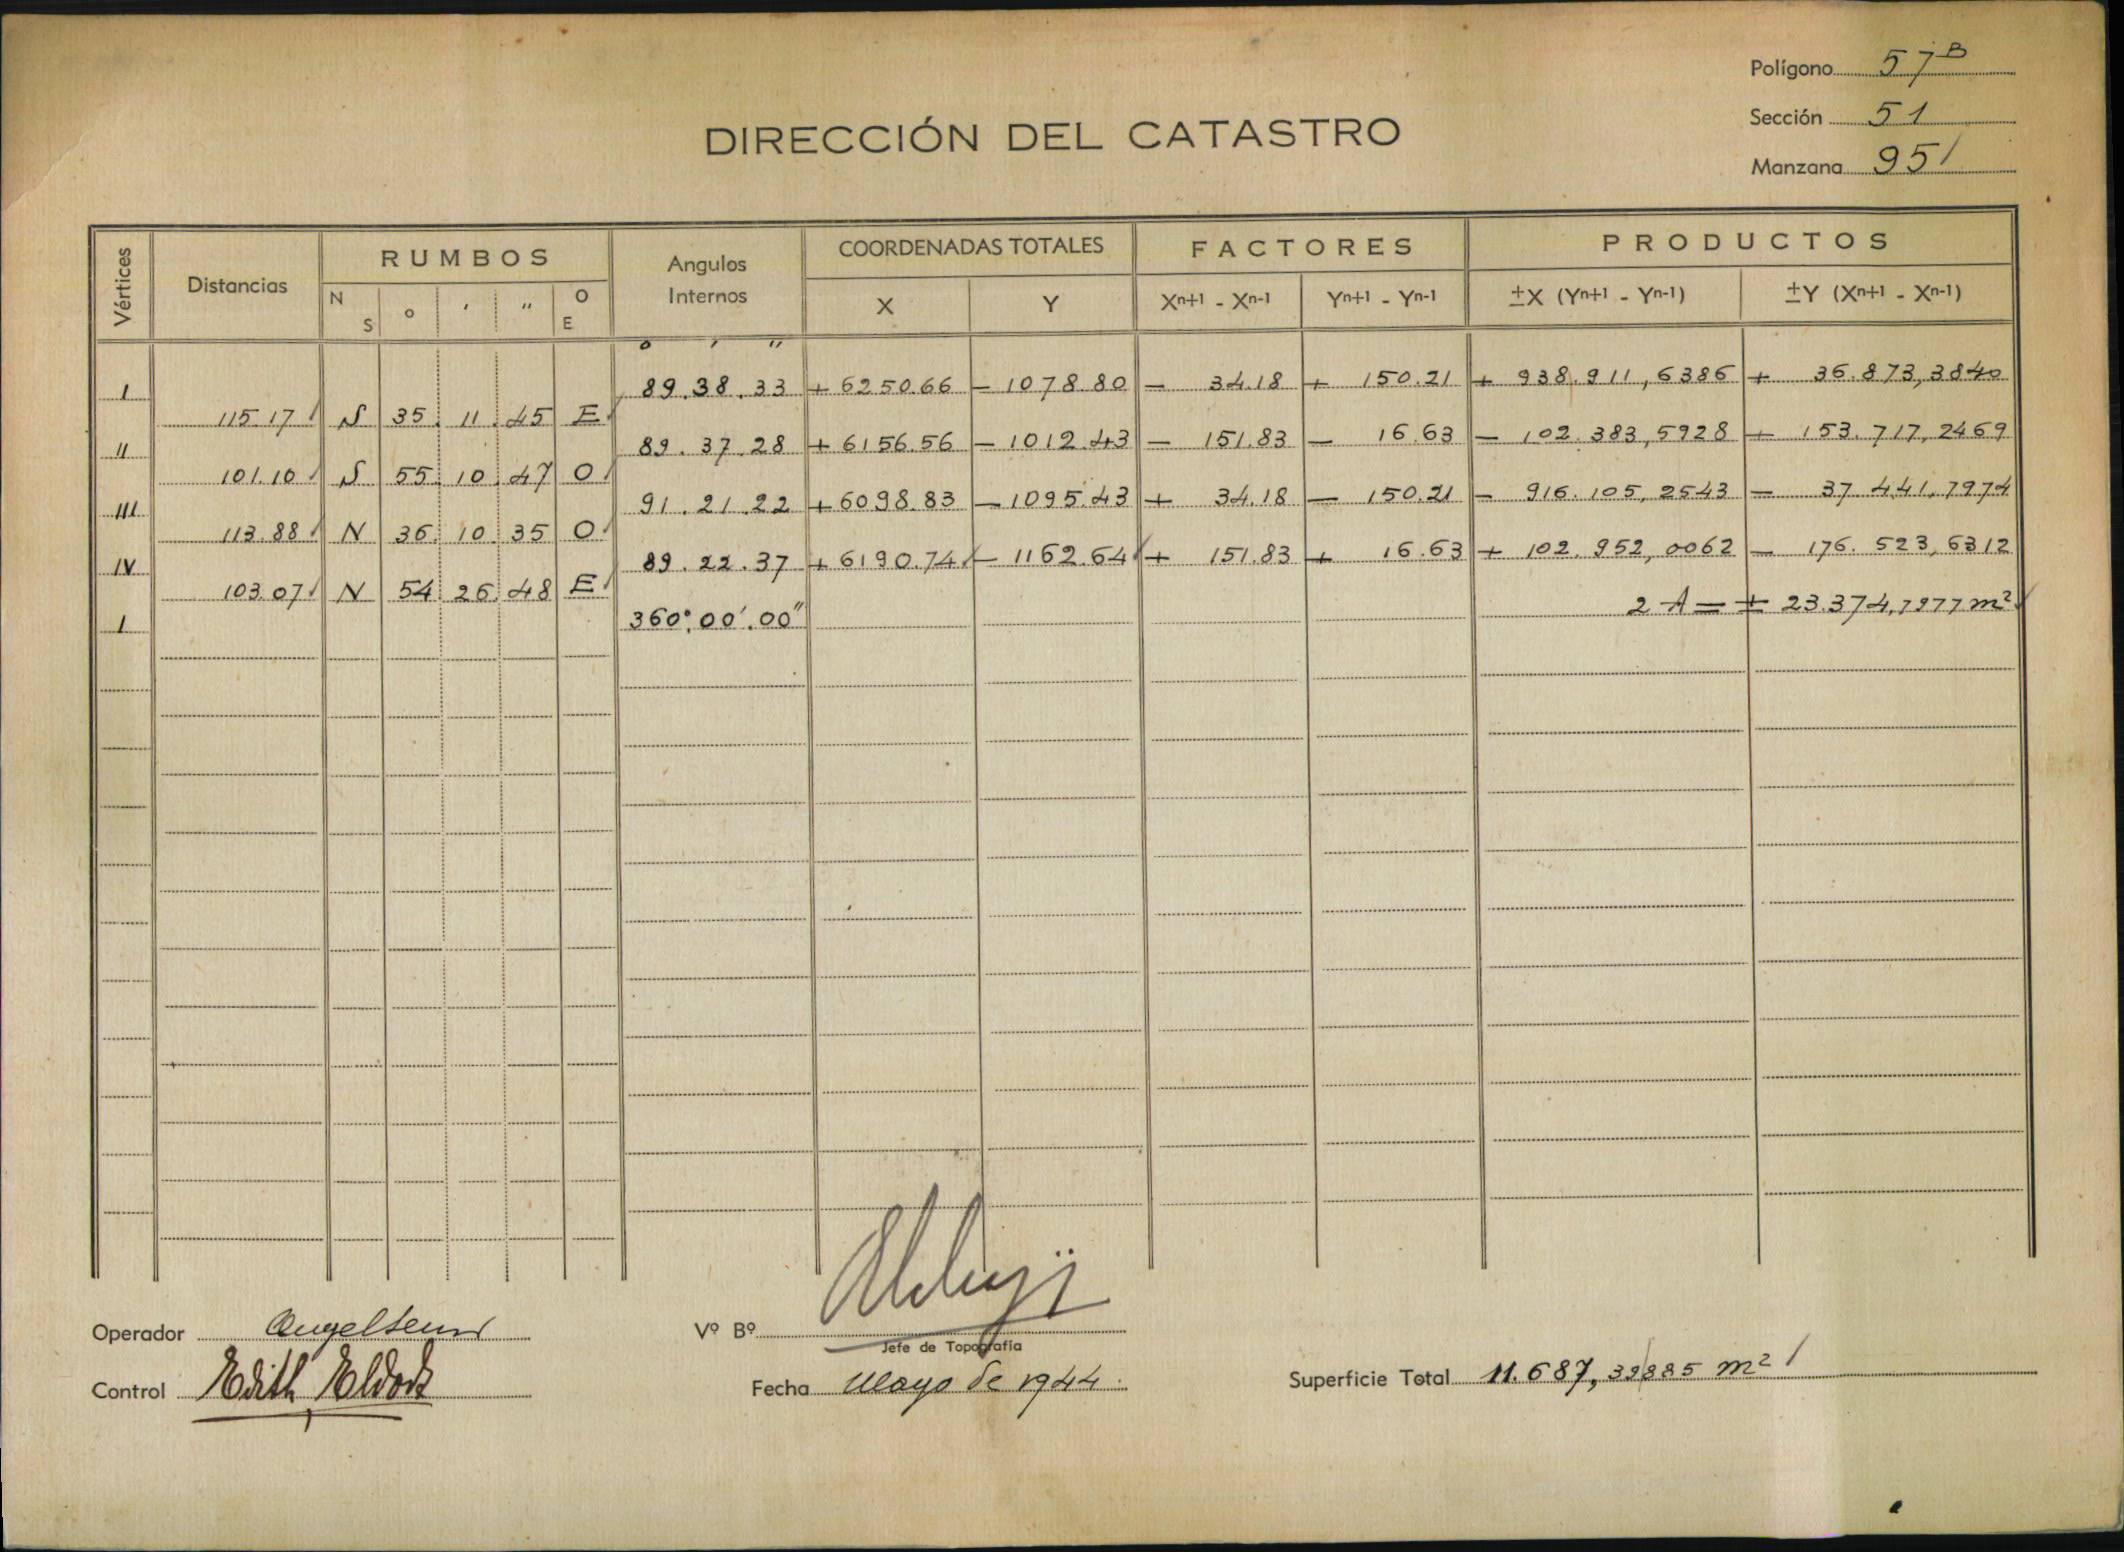 Polígono 57B
Sección 51
Manzana 951
DIRECCIÓN DEL CATASTRO
Vértices Distancias RUMBOS Angulos Internos COORDENADAS TOTALES FACTORES PRODUCTOS
N S ° ' " O E X Y Xn+1 - Xn-1 Yn+1 - Yn-1 ±X (Yn+1 - Yn-1) ±Y (Xn+1 - Xn-1)
° ' "
I 89.38.33 + 6250.66 - 1078.80 - 34.18 + 150.21 + 938.911,6386 + 36.873,3840
115.17 S 35 11 45 E
II 89.37.28 + 6156.56 - 1012.43 - 151.83 - 16.63 - 102.383,5928 + 153.717,2469
101.10 S 55 10 47 O
III 91.21.22 + 6098.83 - 1095.43 + 34.18 - 150.21 - 916.105,2543 - 37.441,7974
113.88 N 36 10 35 O
IV 89.22.37 + 6190.74 - 1162.64 + 151.83 + 16.63 + 102.952,0062 - 176.523,6312
103.07 N 54 26 48 E
I 360°.00'.00" 2 A = ± 23.374,7977 m²
Operador
Control Edith
Vº Bº
Jefe de Topografía
Fecha Mayo de 1944.
Superficie Total 11.687,39885 m²